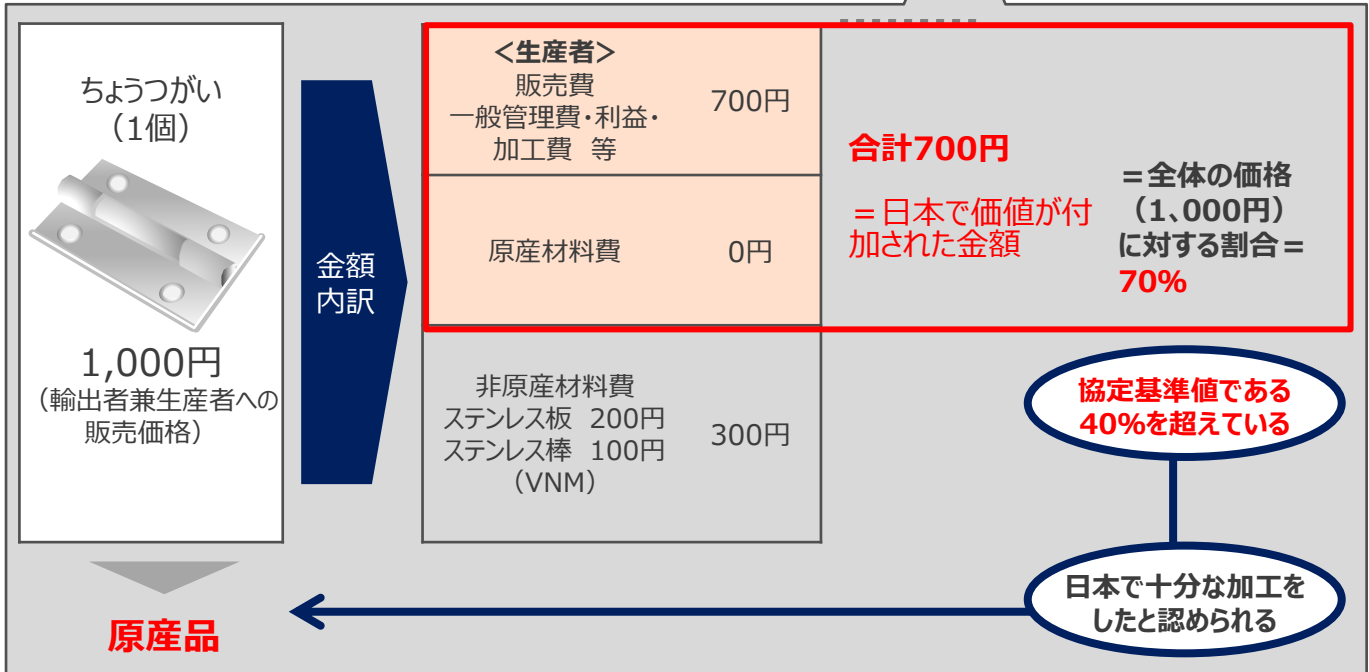 ちょうつがい
（1個）
1,000円
（輸出者兼生産者への
販売価格）
原産品
金額
内訳
＜生産者＞
販売費
一般管理費・利益・
加工費 等
700円
原産材料費
0円
非原産材料費
ステンレス板 200円
ステンレス棒 100円
（VNM）
300円
合計700円
＝日本で価値が付
加された金額
＝全体の価格
（1、000円）
に対する割合＝
70%
協定基準値である
40%を超えている
日本で十分な加工を
したと認められる